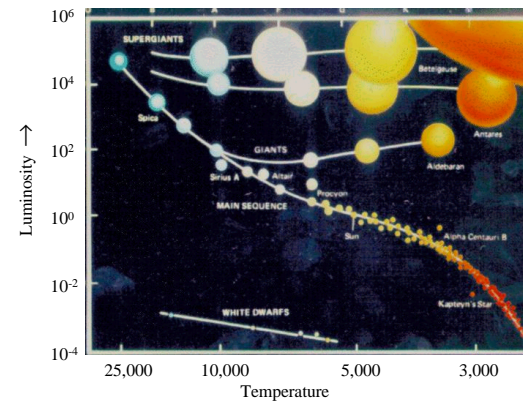 10^6
A
SUPERGIANTS
Betelgeuse
10^4
Spica
Antares
GIANTS
10^2
Aldebaran
Sirius A
Altair
Procyon
MAIN SEQUENCE
10^0
Sun
Alpha Centauri B
10^-2
Kapteyn's Star
WHITE DWARFS
10^-4
25,000 10,000 5,000 3,000
Temperature
Luminosity →